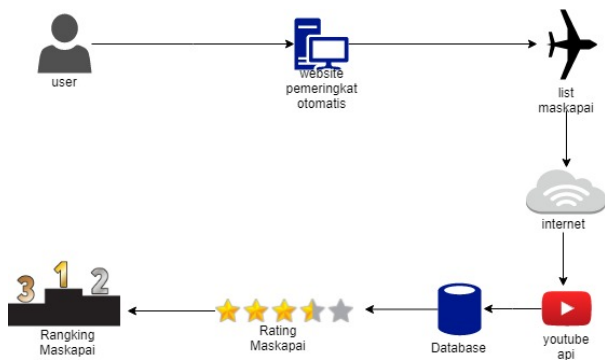 user
website
pemeringkat
otomatis
list
maskapai
internet
3 1 2
Rangking
Maskapai
Rating
Maskapai
Database
youtube
api